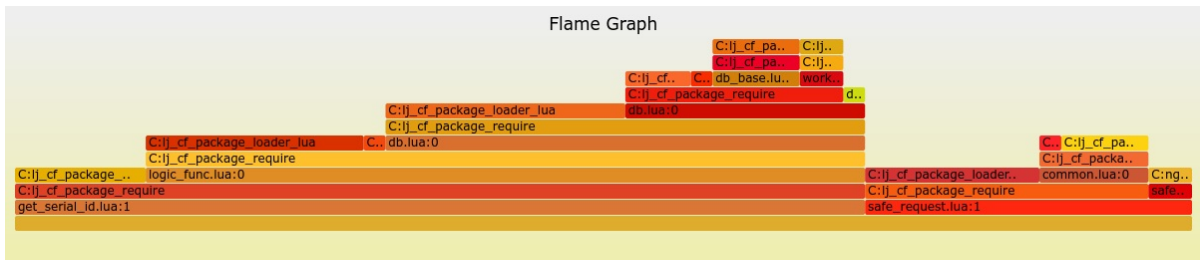 Flame Graph
C:lj_cf_pa.. C:lj..
C:lj_cf_pa.. C:lj..
C:lj_cf.. C.. db_base.lu.. work..
C:lj_cf_package_require d..
C:lj_cf_package_loader_lua db.lua:0
C:lj_cf_package_require
C:lj_cf_package_loader_lua C.. db.lua:0 C.. C:lj_cf_pa..
C:lj_cf_package_require C:lj_cf_packa..
C:lj_cf_package_.. logic_func.lua:0 C:lj_cf_package_loader.. common.lua:0 C:ng..
C:lj_cf_package_require C:lj_cf_package_require safe..
get_serial_id.lua:1 safe_request.lua:1